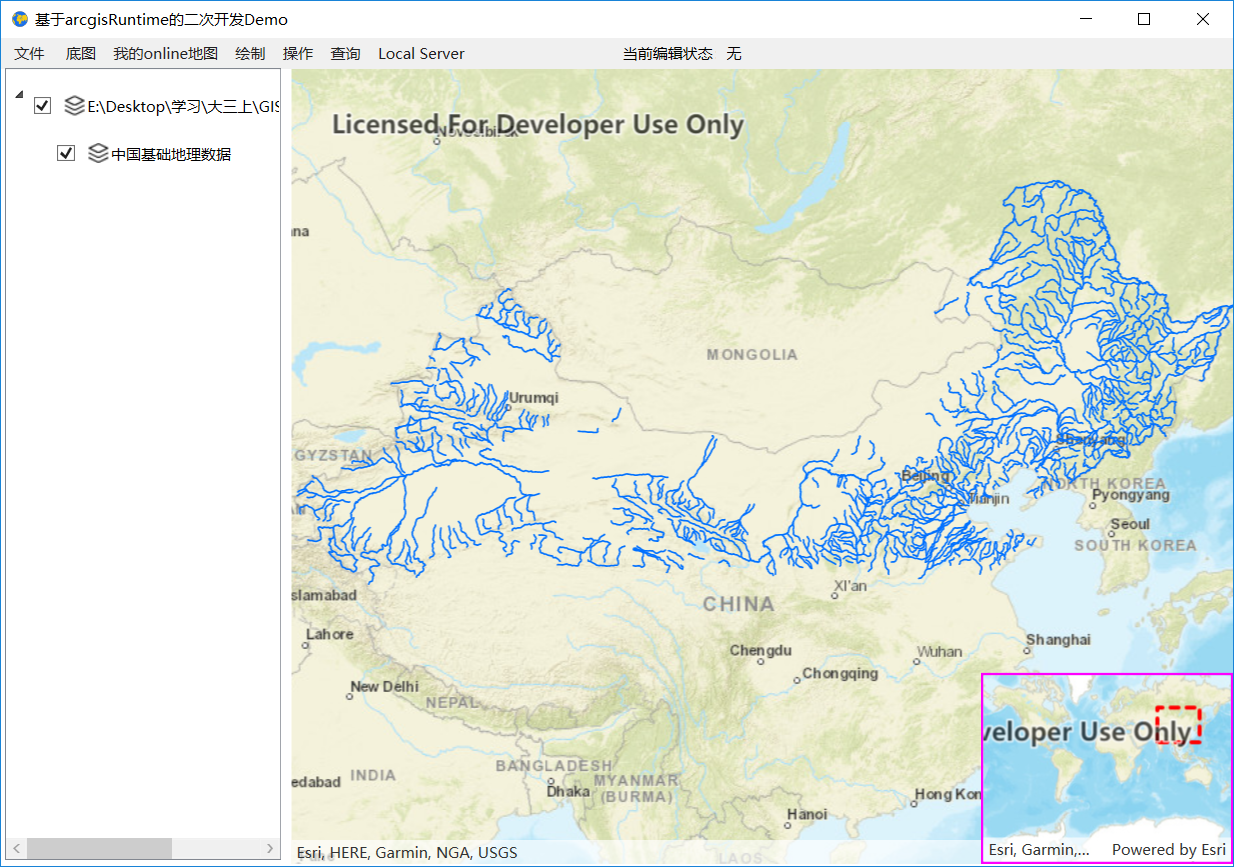 基于arcgisRuntime的二次开发Demo
文件 底图 我的online地图 绘制 操作 查询 Local Server 当前编辑状态 无
E:\Desktop\学习\大三上\GIS
中国基础地理数据
Licensed For Developer Use Only
Novosibirsk
MONGOLIA
Urumqi
GYZSTAN
Shenyang
Beijing
Tianjin
NORTH KOREA
Pyongyang
Seoul
SOUTH KOREA
Xi'an
slamabad
CHINA
Lahore
Shanghai
Chengdu
Wuhan
Chongqing
New Delhi
NEPAL
veloper Use Only
BANGLADESH
edabad
INDIA
MYANMAR
(BURMA)
Dhaka
Hong Kon
Hanoi
LAOS
Esri, HERE, Garmin, NGA, USGS
Esri, Garmin,... Powered by Esri